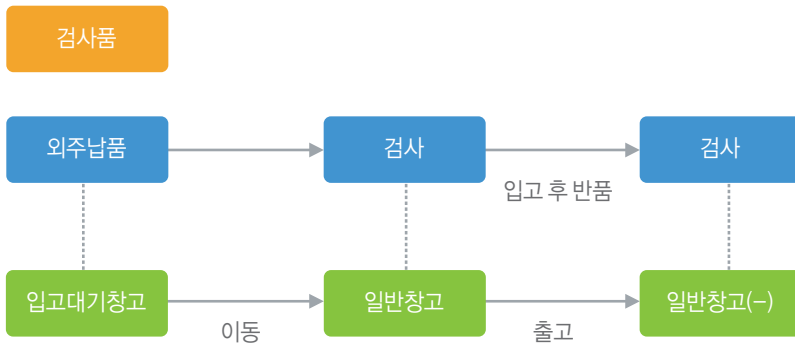 검사품
외주납품
검사
검사
입고 후 반품
입고대기창고
일반창고
일반창고(-)
이동
출고